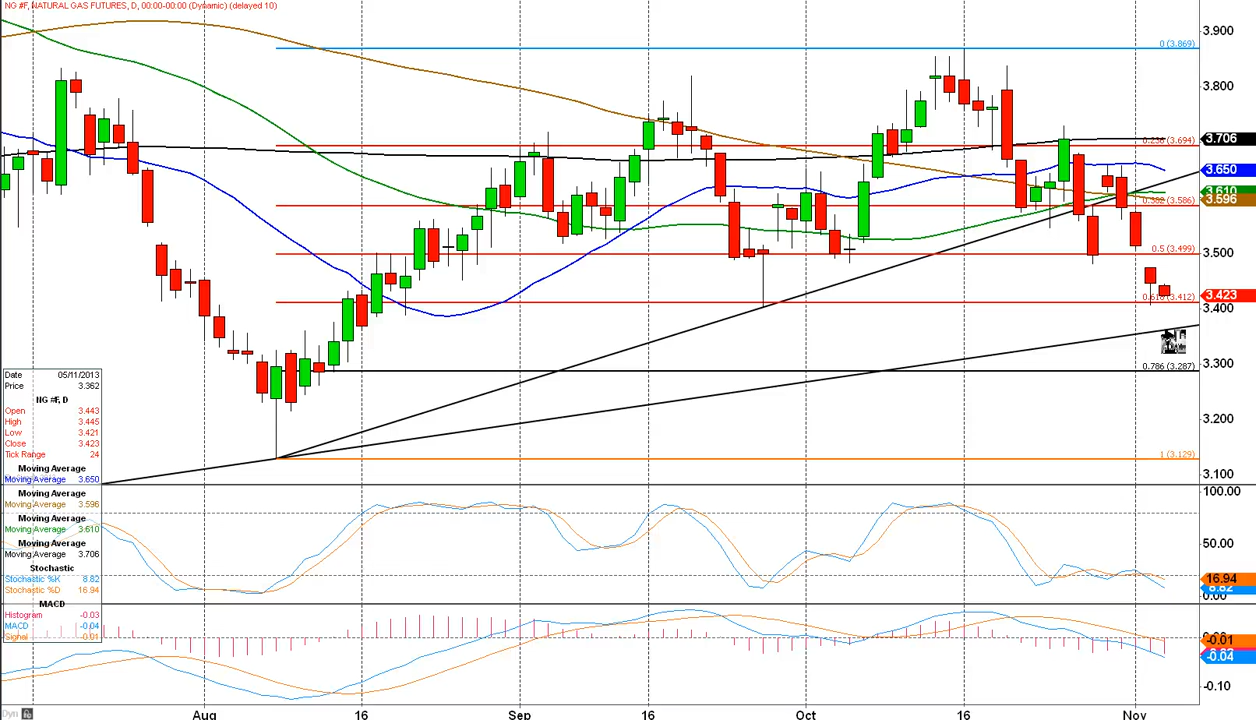 NG #F, NATURAL GAS FUTURES, D, 00:00-00:00 (Dynamic) (delayed 10)
3.900
0 (3.869)
3.800
3.706
0.236 (3.694)
3.650
3.610
3.596
0.382 (3.586)
3.500
0.5 (3.499)
3.423
0.618 (3.412)
3.400
3.300
0.786 (3.287)
3.200
1 (3.129)
3.100
Date 05/11/2013
Price 3.362
NG #F, D
Open 3.443
High 3.445
Low 3.421
Close 3.423
Tick Range 24
Moving Average
Moving Average 3.650
Moving Average
Moving Average 3.596
Moving Average
Moving Average 3.610
Moving Average
Moving Average 3.706
Stochastic
Stochastic %K 8.82
Stochastic %D 16.94
MACD
Histogram -0.03
MACD -0.04
Signal -0.01
100.00
50.00
16.94
8.82
0.00
-0.01
-0.04
-0.10
Dyn
Aug 16 Sep 16 Oct 16 Nov